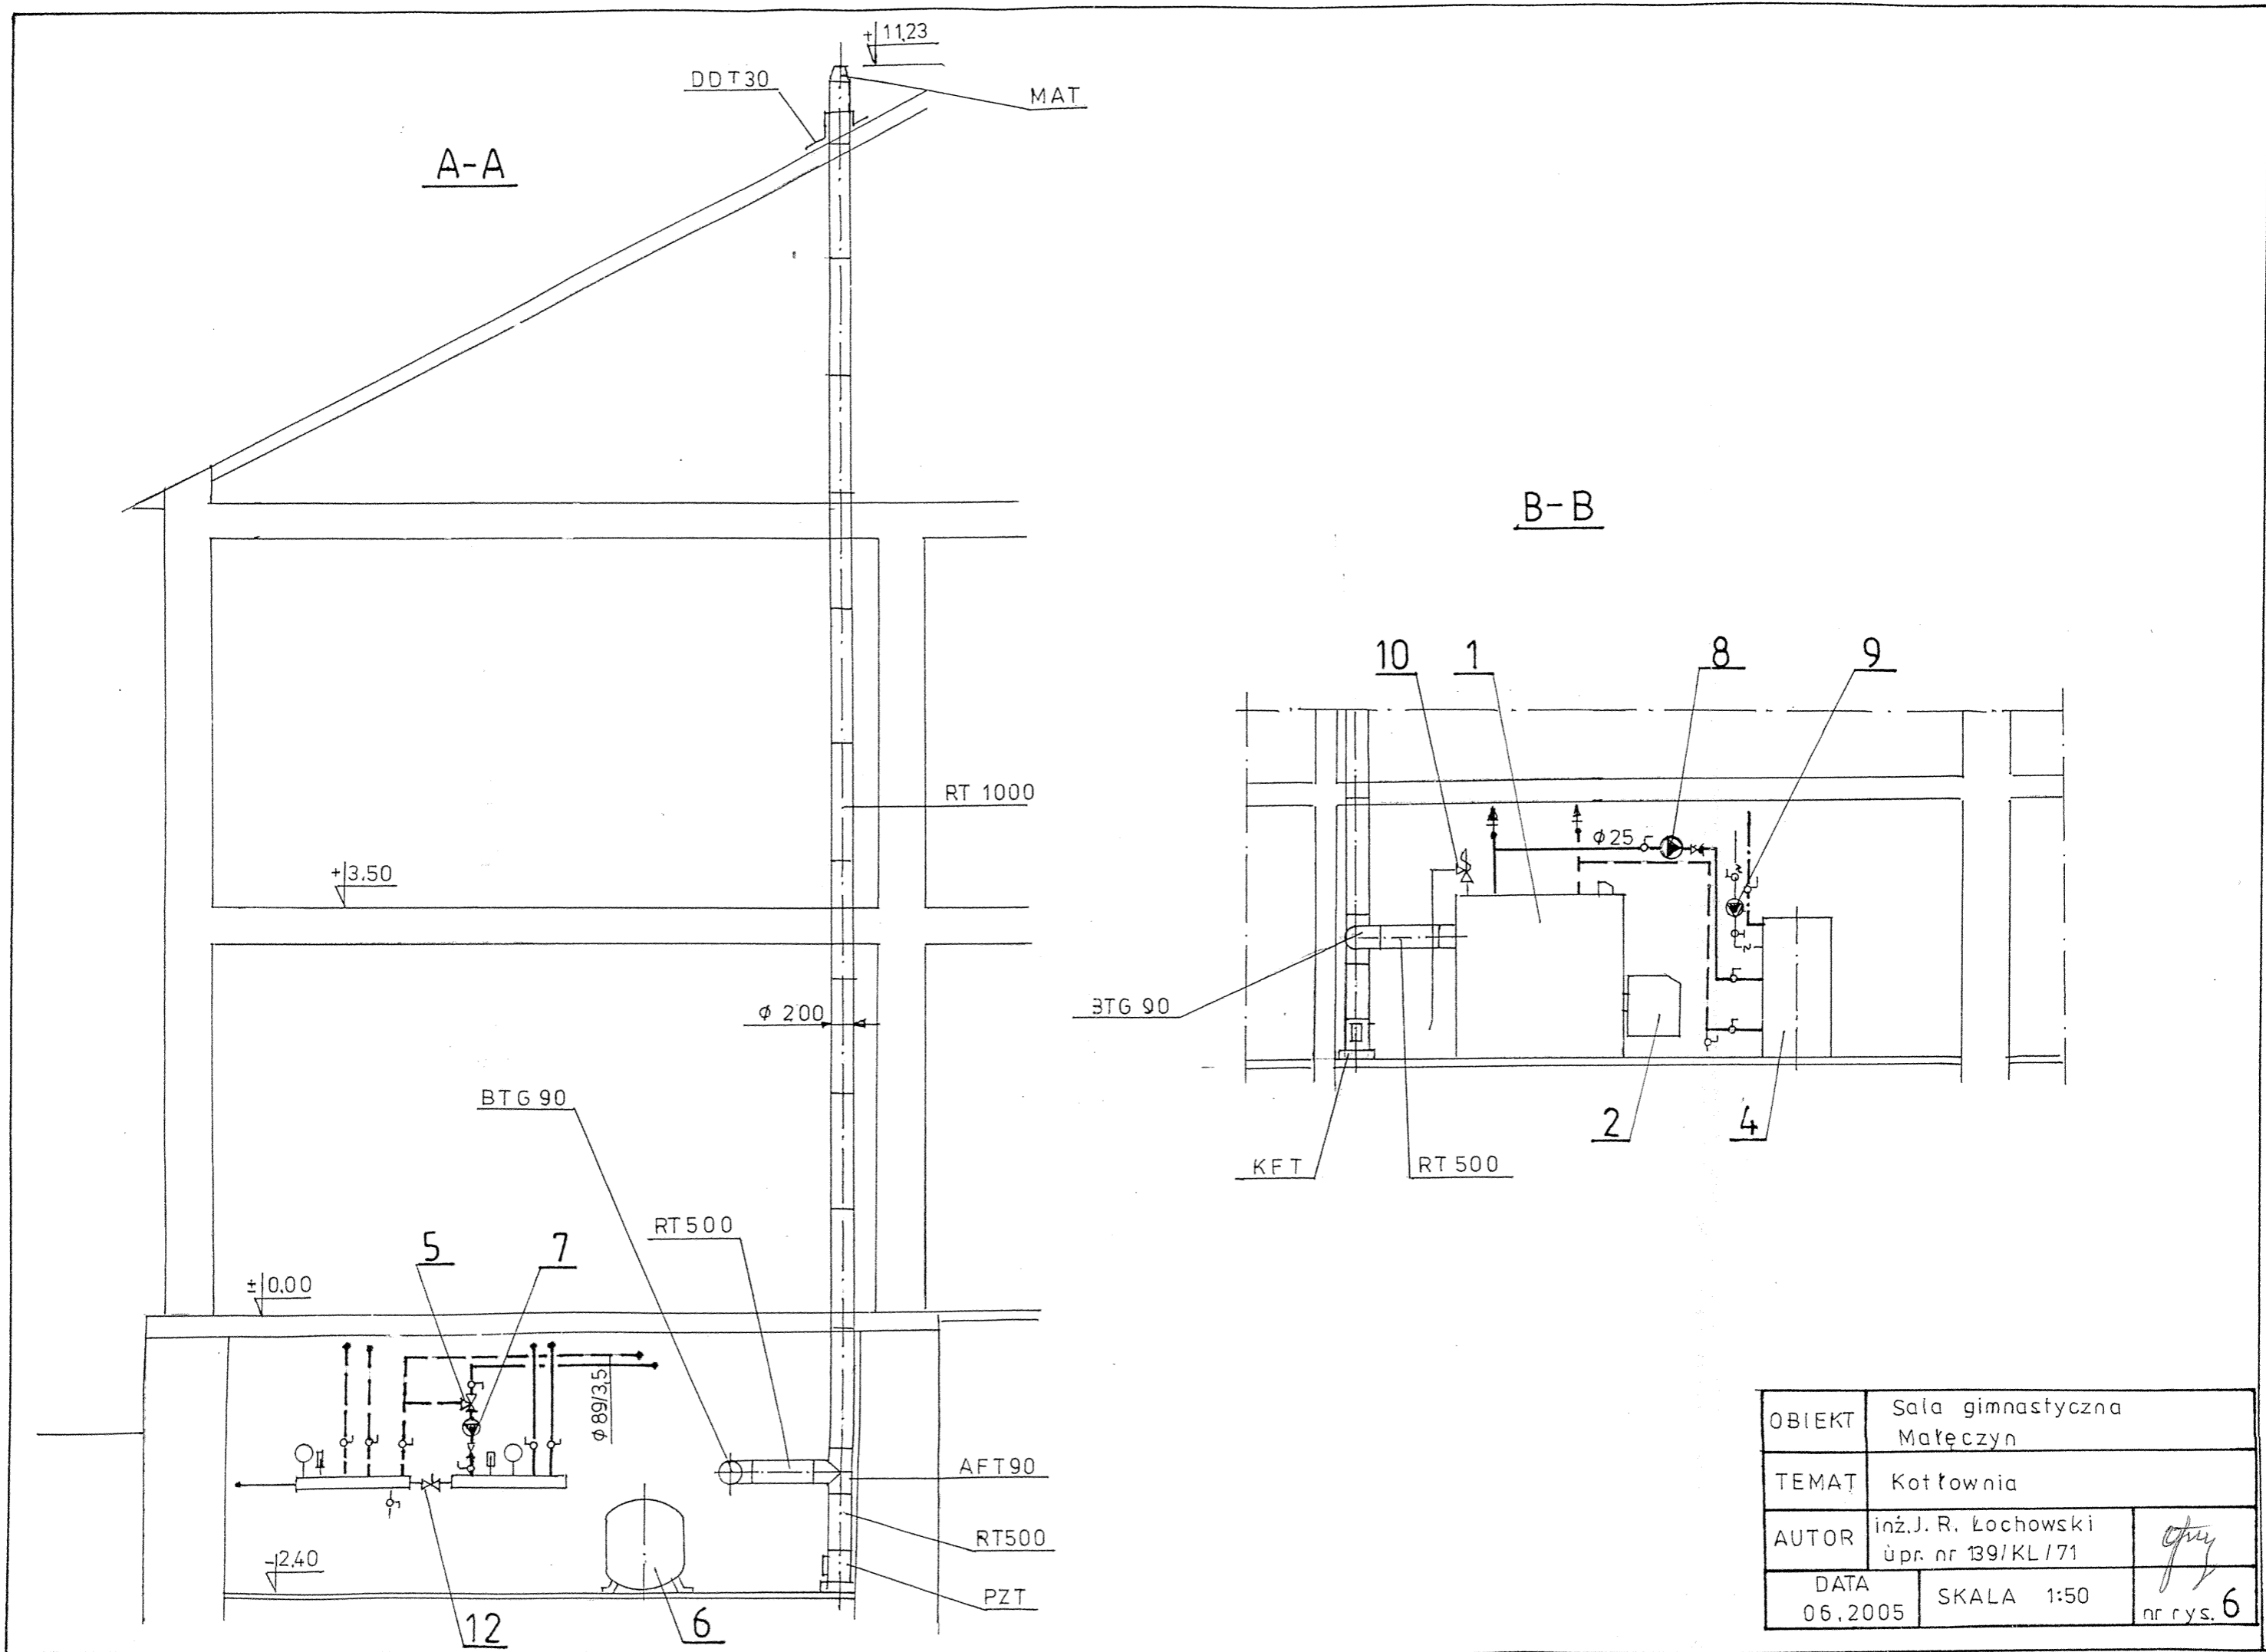 +11,23
DDT30
MAT
A-A
B-B
10
1
8
9
RT 1000
+3.50
φ25
φ 200
BTG 90
BTG 90
2
4
KFT
RT 500
RT500
5
7
±0,00
φ 89/3,5
AFT90
RT500
-2.40
PZT
12
6
OBIEKT
Sala gimnastyczna
Małęczyn
TEMAT
Kotłownia
AUTOR
inż.J. R. Łochowski
upr. nr 139/KL/71
DATA
06.2005
SKALA 1:50
nr rys. 6